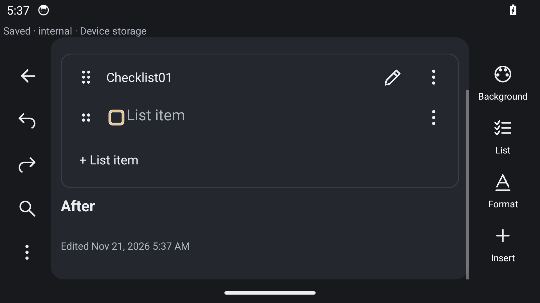 5:37
Saved · internal · Device storage
Checklist01
List item
+ List item
After
Edited Nov 21, 2026 5:37 AM
Background
List
Format
Insert